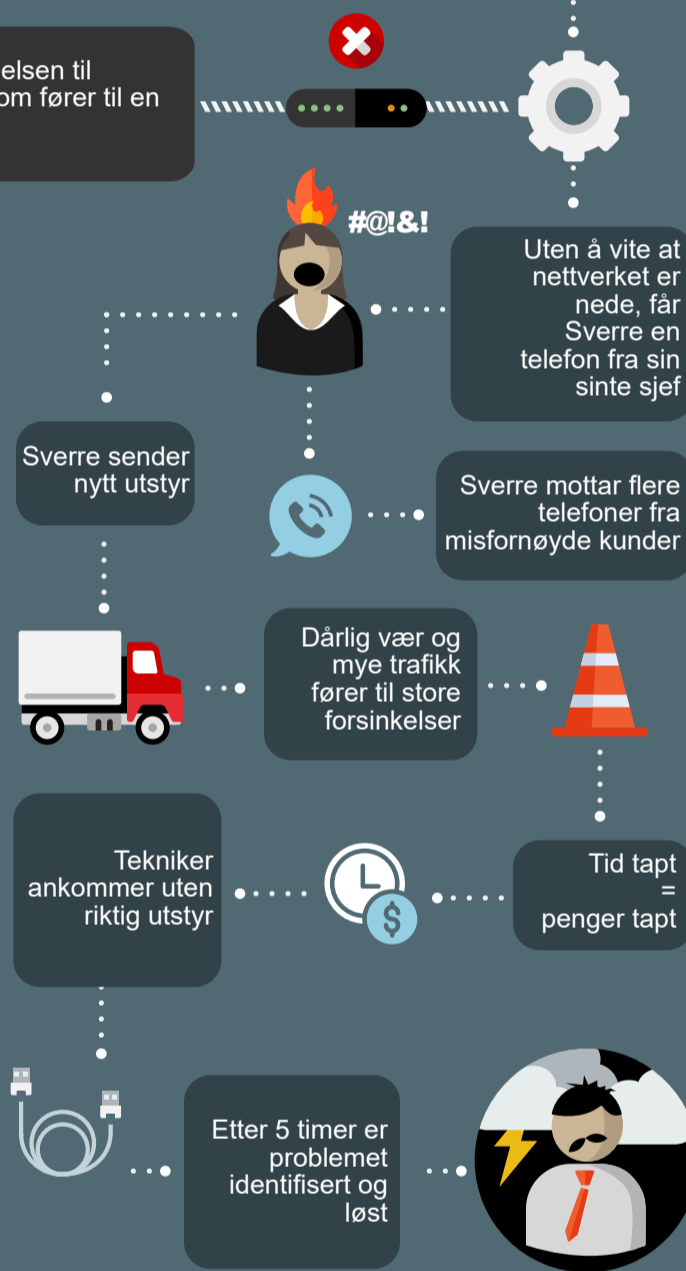 elsen til
om fører til en
#@!&!
Uten å vite at
nettverket er
nede, får
Sverre en
telefon fra sin
sinte sjef
Sverre sender
nytt utstyr
Sverre mottar flere
telefoner fra
misfornøyde kunder
Dårlig vær og
mye trafikk
fører til store
forsinkelser
Tid tapt
=
penger tapt
$
Tekniker
ankommer uten
riktig utstyr
Etter 5 timer er
problemet
identifisert og
løst